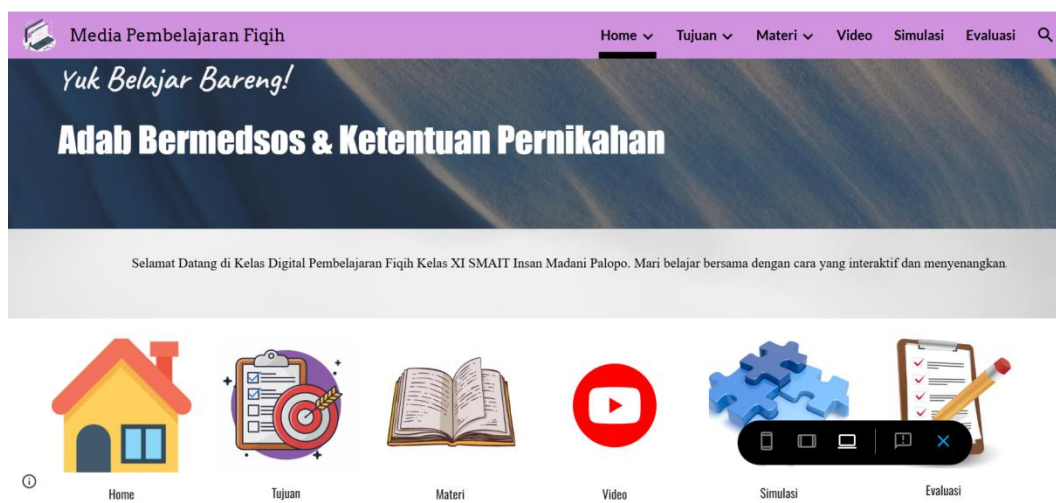 Media Pembelajaran Fiqih
Home Tujuan Materi Video Simulasi Evaluasi
Yuk Belajar Bareng!
Adab Bermedsos & Ketentuan Pernikahan
Selamat Datang di Kelas Digital Pembelajaran Fiqih Kelas XI SMAIT Insan Madani Palopo. Mari belajar bersama dengan cara yang interaktif dan menyenangkan
Home Tujuan Materi Video Simulasi Evaluasi